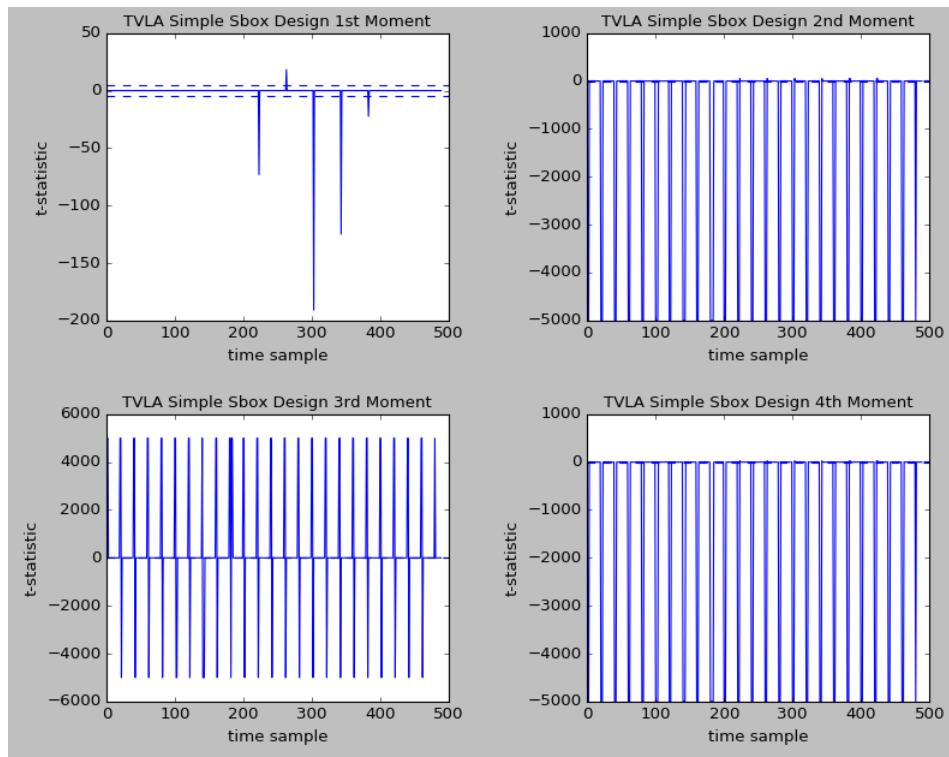 TVLA Simple Sbox Design 1st Moment
50
0
−50
−100
−150
−200
t-statistic
0 100 200 300 400 500
time sample
TVLA Simple Sbox Design 2nd Moment
1000
0
−1000
−2000
−3000
−4000
−5000
t-statistic
0 100 200 300 400 500
time sample
TVLA Simple Sbox Design 3rd Moment
6000
4000
2000
0
−2000
−4000
−6000
t-statistic
0 100 200 300 400 500
time sample
TVLA Simple Sbox Design 4th Moment
1000
0
−1000
−2000
−3000
−4000
−5000
t-statistic
0 100 200 300 400 500
time sample